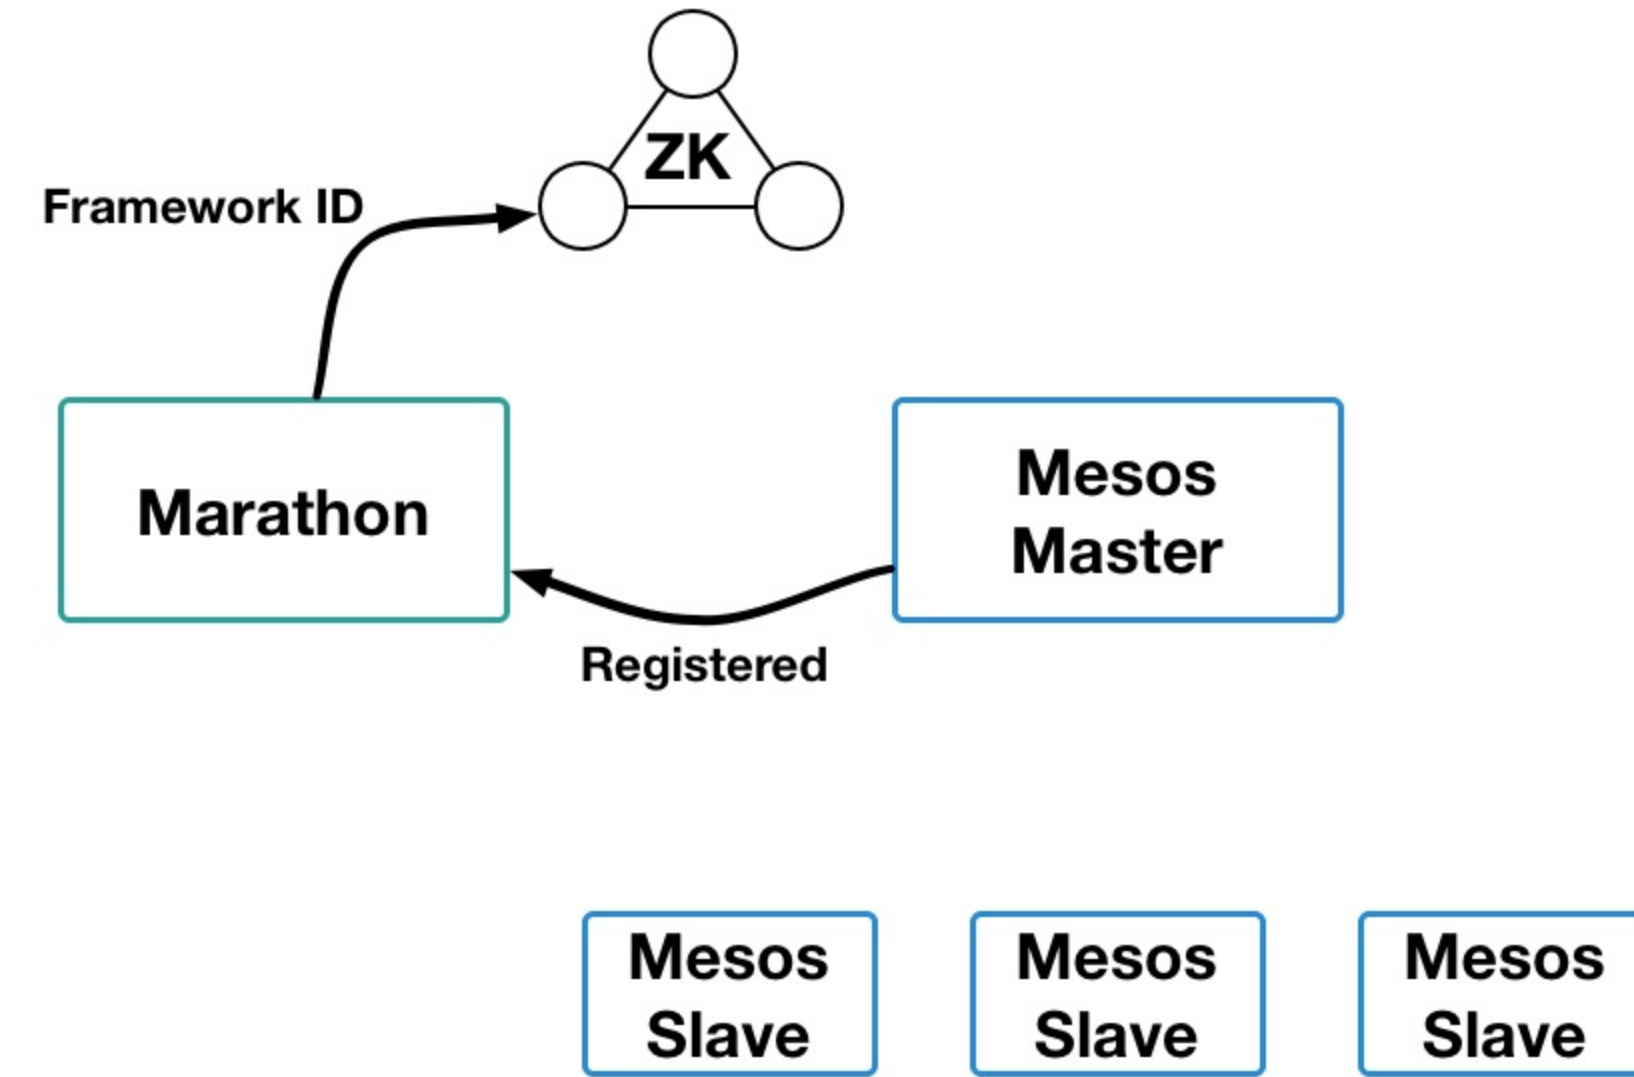 ZK
Framework ID
Marathon
Mesos
Master
Registered
Mesos
Slave
Mesos
Slave
Mesos
Slave